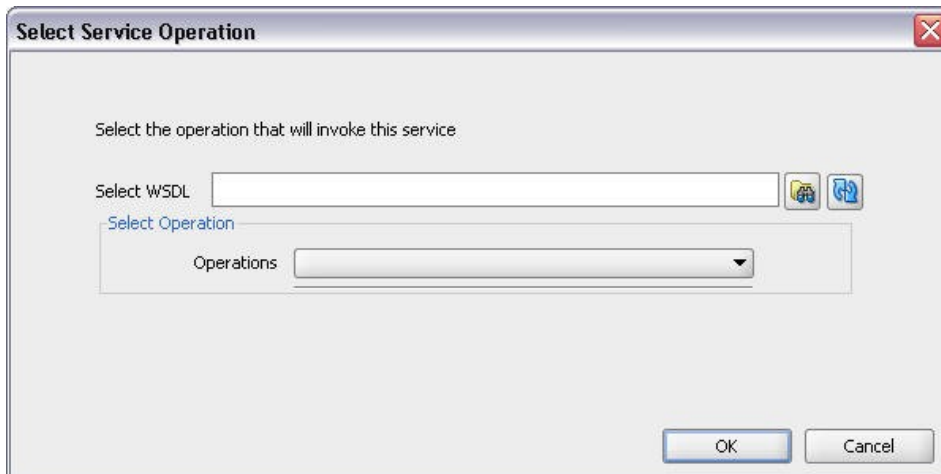 Select Service Operation
Select the operation that will invoke this service
Select WSDL
Select Operation
Operations
OK Cancel